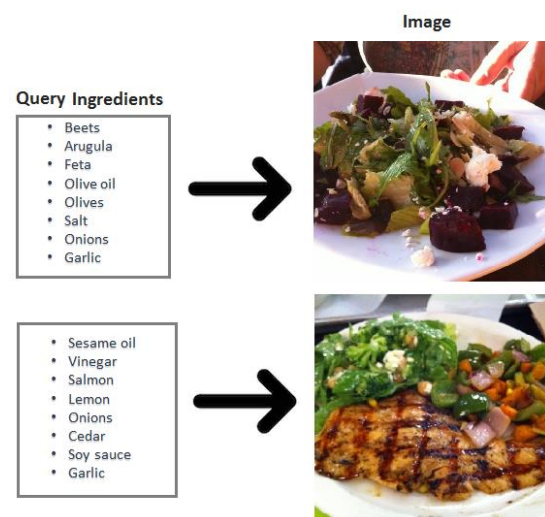 Image
Query Ingredients
• Beets
• Arugula
• Feta
• Olive oil
• Olives
• Salt
• Onions
• Garlic
• Sesame oil
• Vinegar
• Salmon
• Lemon
• Onions
• Cedar
• Soy sauce
• Garlic